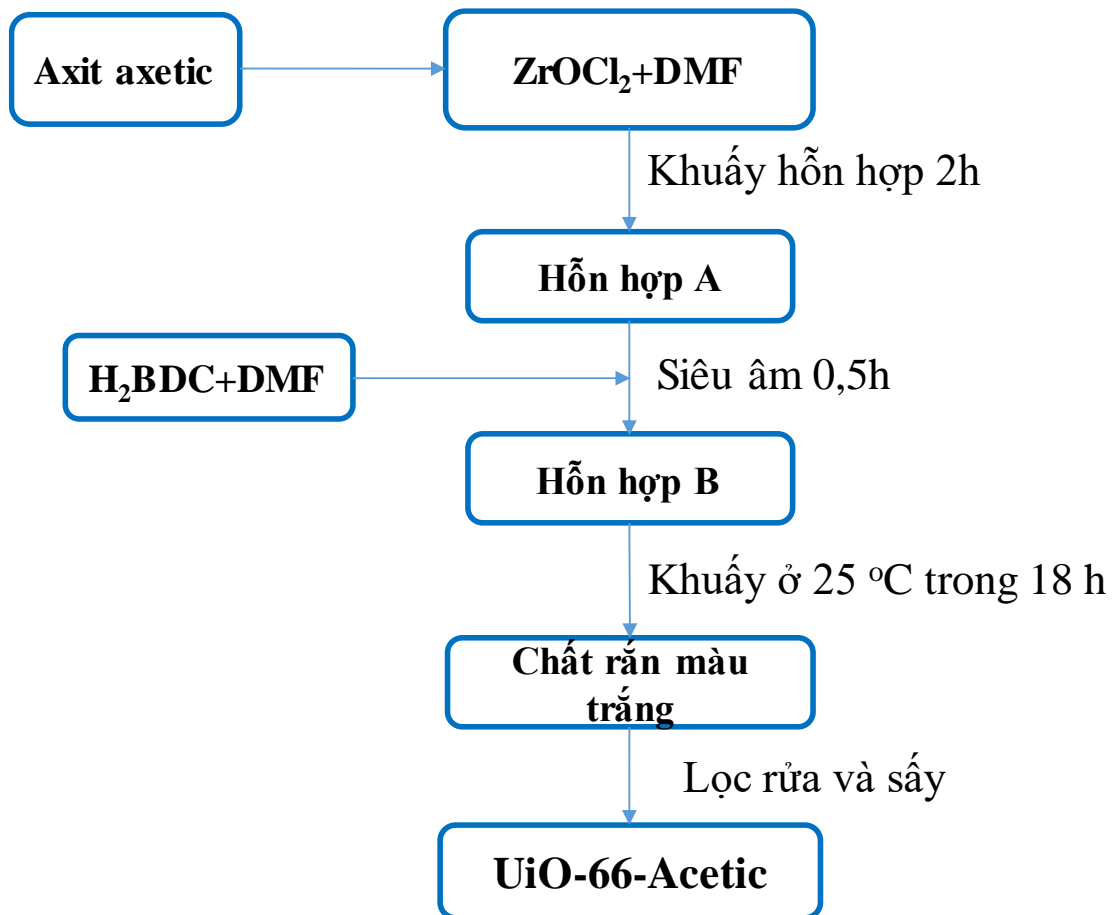 Axit axetic
ZrOCl₂+DMF
Khuấy hỗn hợp 2h
Hỗn hợp A
H₂BDC+DMF
Siêu âm 0,5h
Hỗn hợp B
Khuấy ở 25 ᵒC trong 18 h
Chất rắn màu
trắng
Lọc rửa và sấy
UiO-66-Acetic